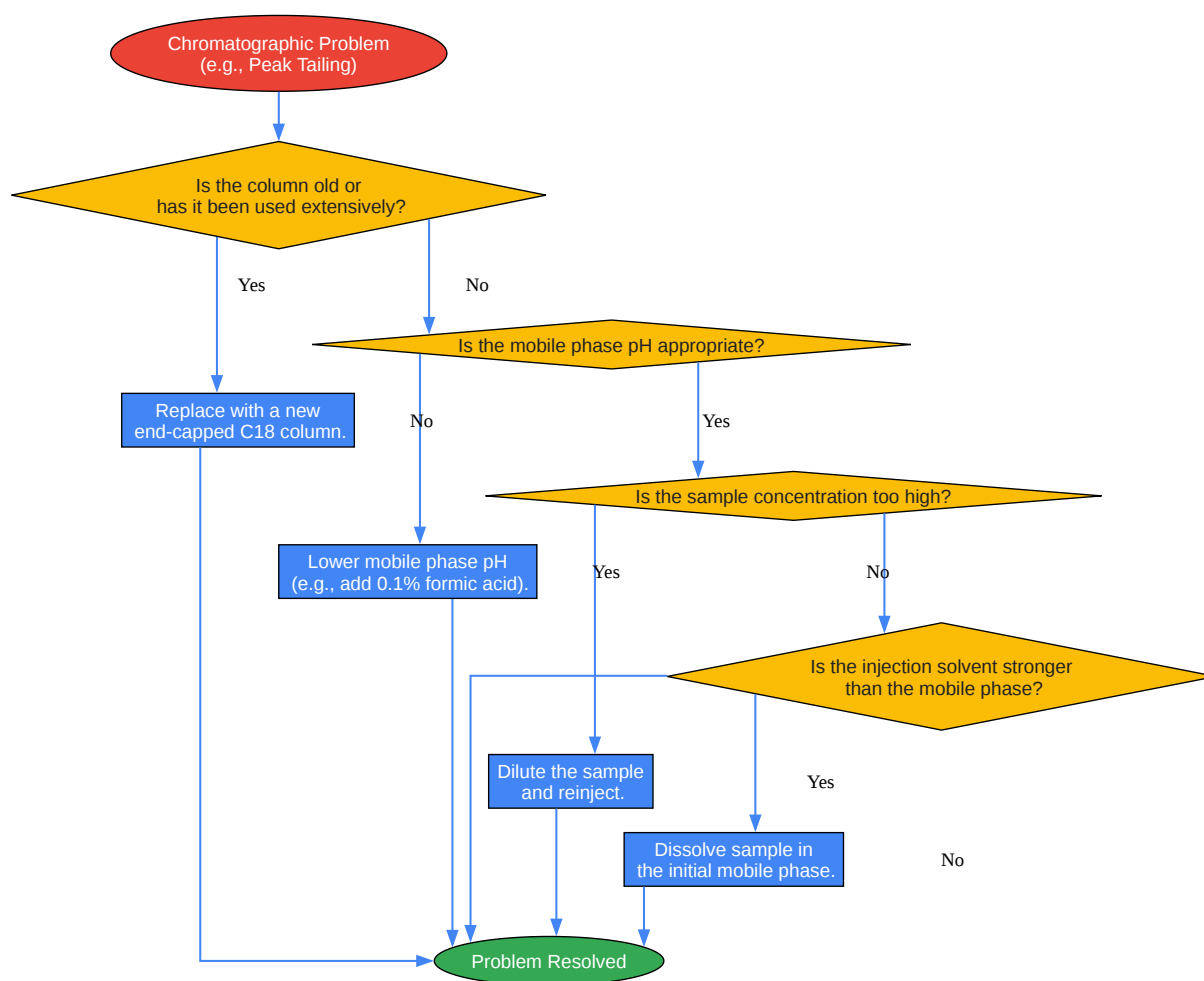 Chromatographic Problem
(e.g., Peak Tailing)
Is the column old or
has it been used extensively?
Yes
No
Is the mobile phase pH appropriate?
Replace with a new
end-capped C18 column.
No
Yes
Is the sample concentration too high?
Lower mobile phase pH
(e.g., add 0.1% formic acid).
Yes
No
Is the injection solvent stronger
than the mobile phase?
Dilute the sample
and reinject.
Yes
Dissolve sample in
the initial mobile phase.
No
Problem Resolved